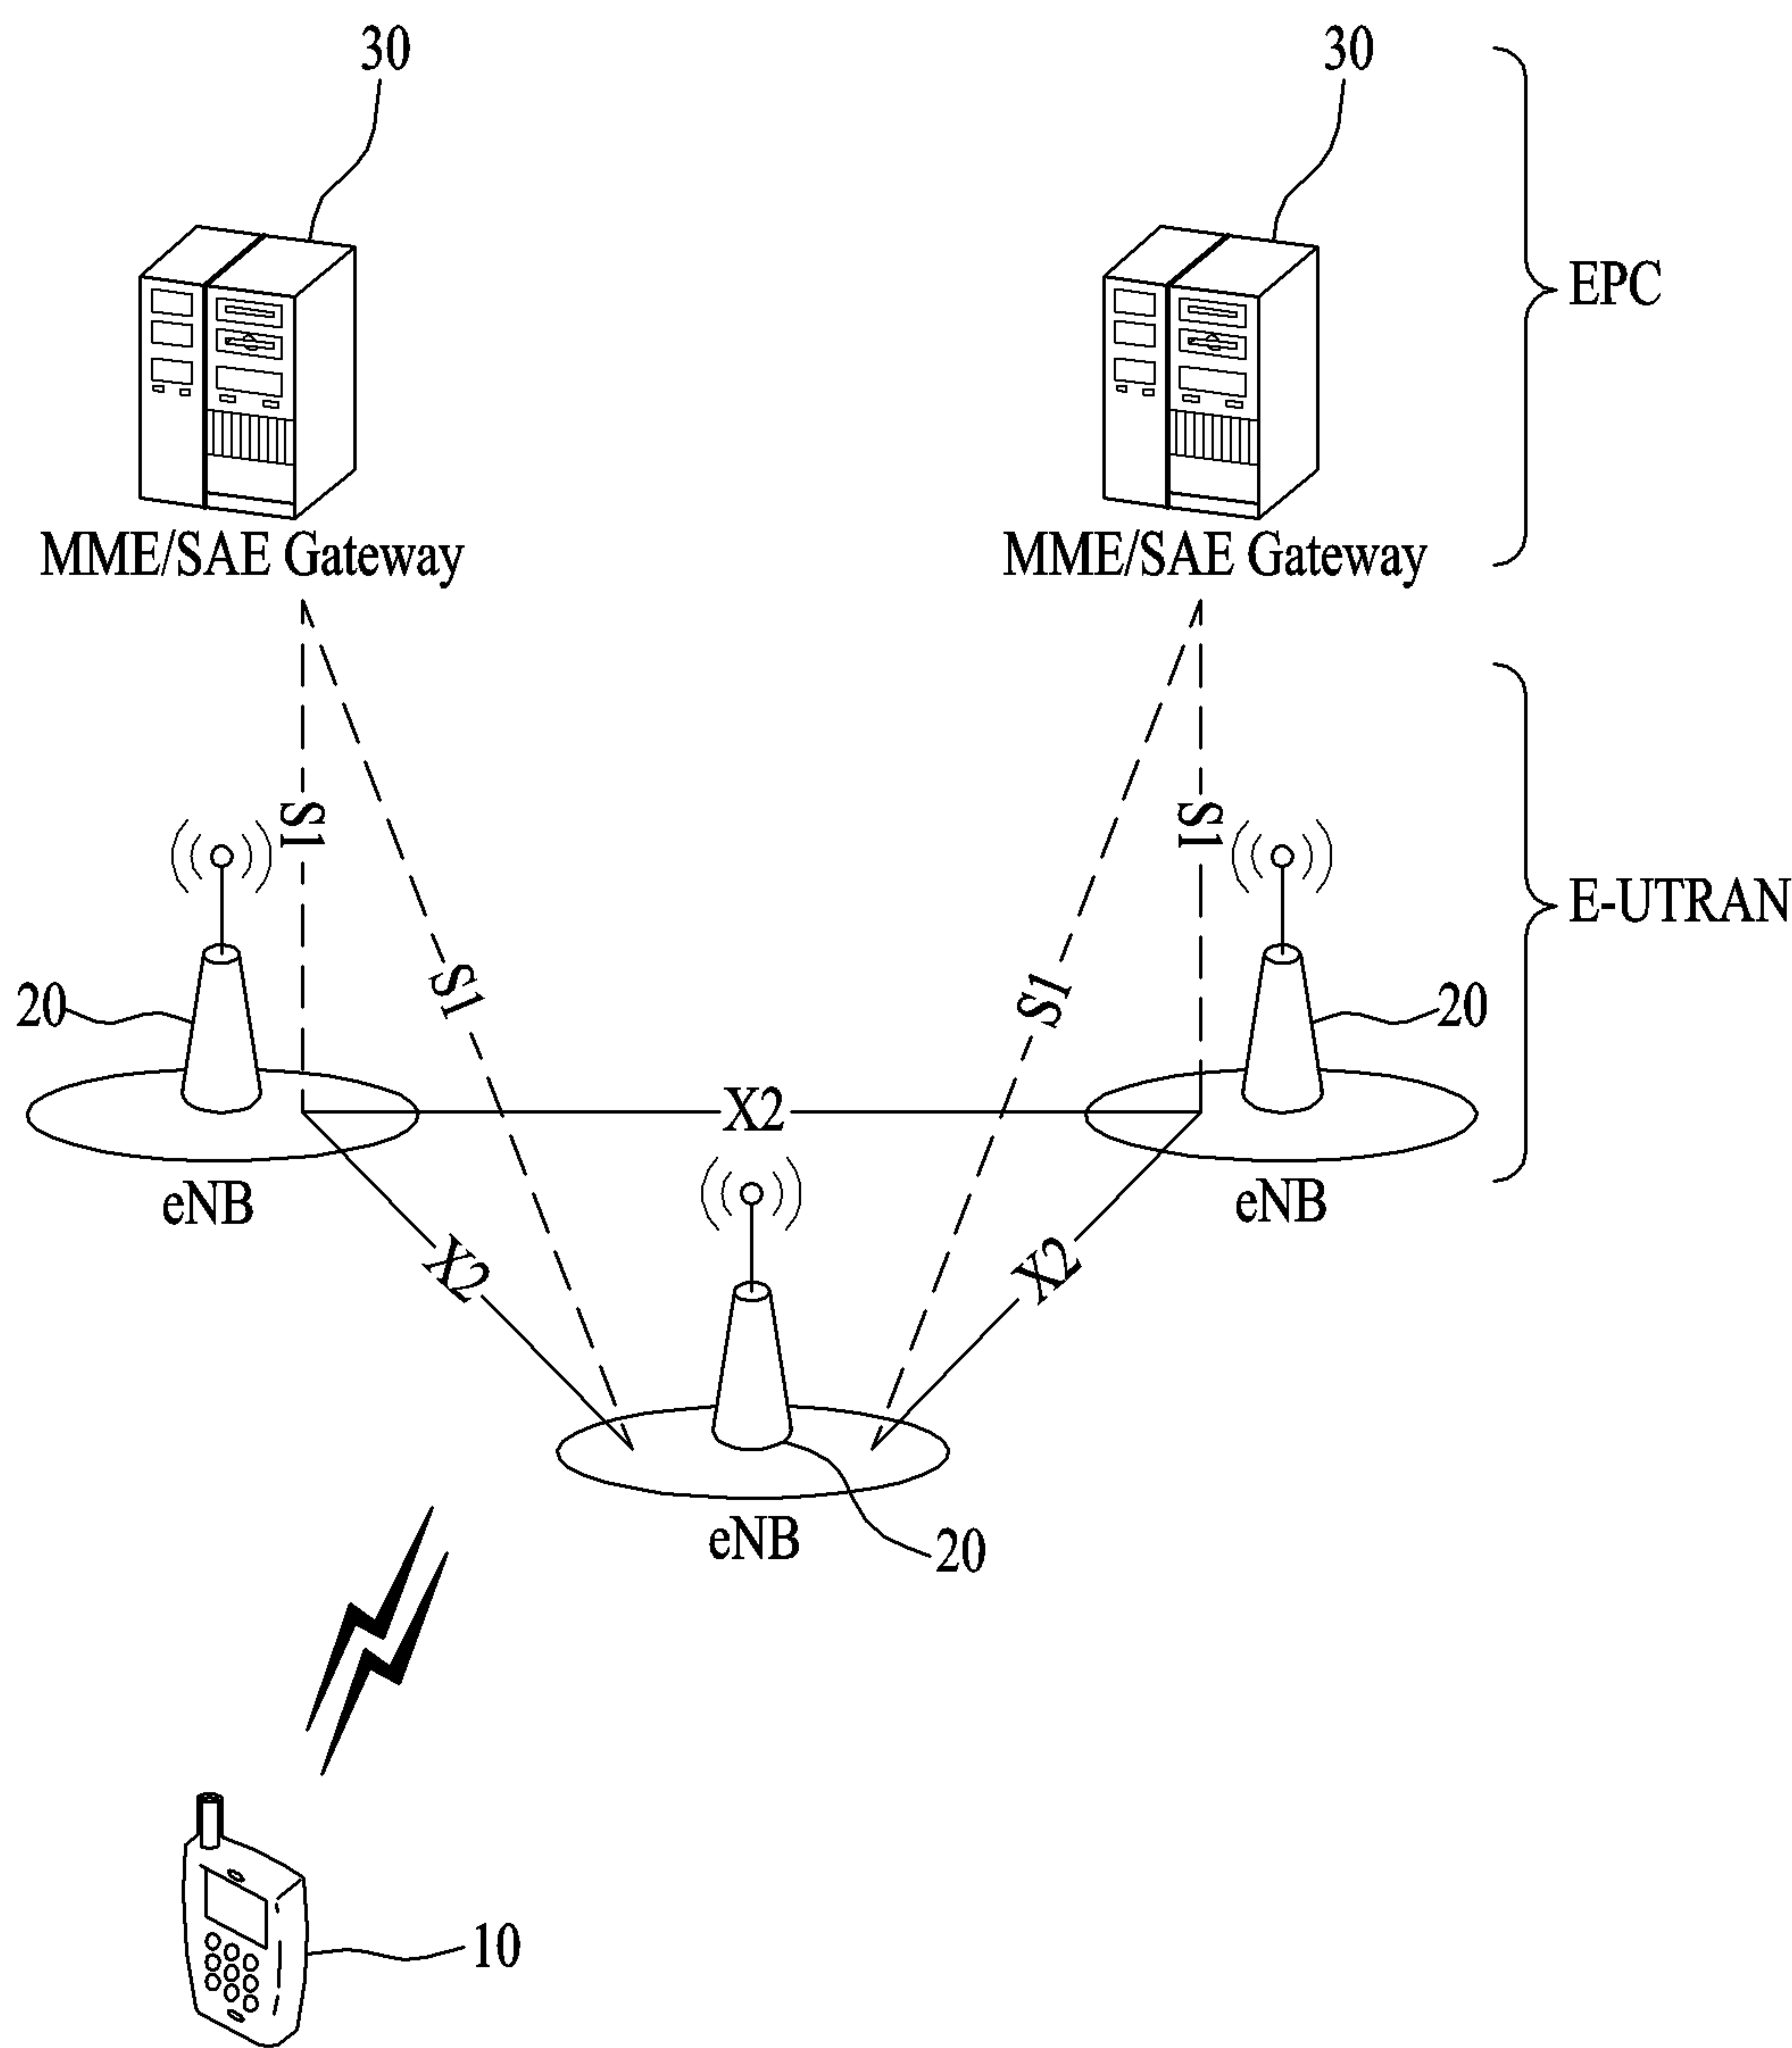 30
30
EPC
MME/SAE Gateway
MME/SAE Gateway
S1
S1
E-UTRAN
S1
S1
20
20
X2
eNB
eNB
X2
X2
eNB
20
10